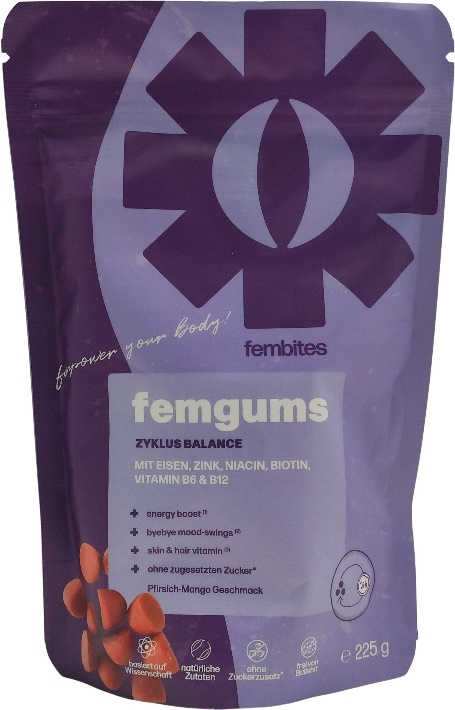 fempower your Body!
fembites
femgums
ZYKLUS BALANCE
MIT EISEN, ZINK, NIACIN, BIOTIN,
VITAMIN B6 & B12
+ energy boost (1)
+ byebye mood-swings (2)
+ skin & hair vitamin (3)
+ ohne zugesetzten Zucker*
Pfirsich-Mango Geschmack
basiert auf
Wissenschaft
natürliche
Zutaten
ohne
Zuckerzusatz*
frei von
Bullshit
℮ 225 g